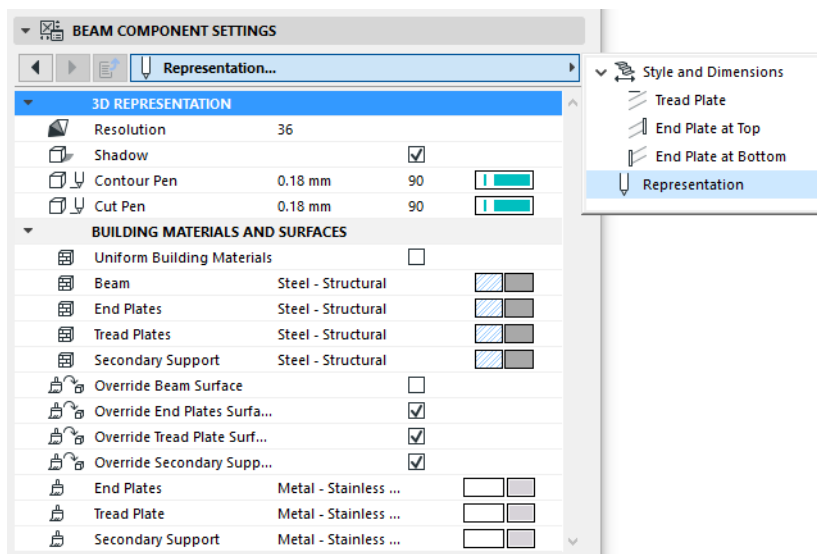 BEAM COMPONENT SETTINGS
Representation...
3D REPRESENTATION
Resolution 36
Shadow
Contour Pen 0.18 mm 90
Cut Pen 0.18 mm 90
BUILDING MATERIALS AND SURFACES
Uniform Building Materials
Beam Steel - Structural
End Plates Steel - Structural
Tread Plates Steel - Structural
Secondary Support Steel - Structural
Override Beam Surface
Override End Plates Surfa...
Override Tread Plate Surf...
Override Secondary Supp...
End Plates Metal - Stainless ...
Tread Plate Metal - Stainless ...
Secondary Support Metal - Stainless ...
Style and Dimensions
Tread Plate
End Plate at Top
End Plate at Bottom
Representation